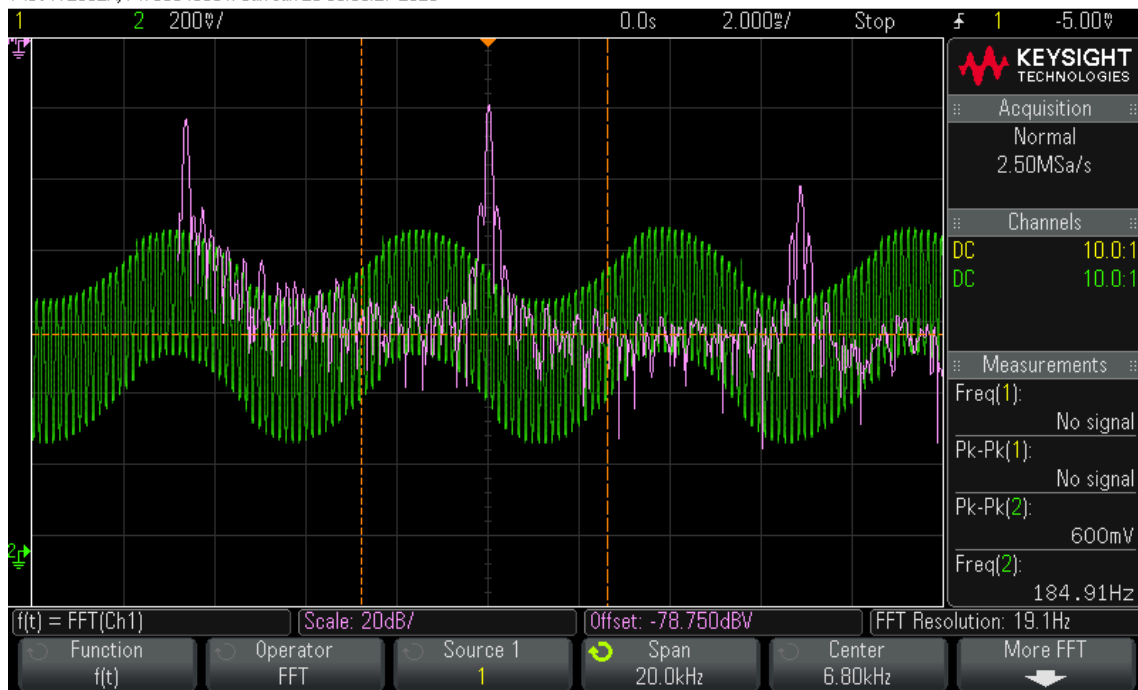 1 2 200V/ 0.0s 2.000s/ Stop 1 -5.00V
KEYSIGHT
TECHNOLOGIES
Acquisition
Normal
2.50MSa/s
Channels
DC 10.0:1
DC 10.0:1
Measurements
Freq(1):
No signal
Pk-Pk(1):
No signal
Pk-Pk(2):
600mV
Freq(2):
184.91Hz
2
f(t) = FFT(Ch1) Scale: 20dB/ Offset: -78.750dBV FFT Resolution: 19.1Hz
Function Operator Source 1 Span Center More FFT
f(t) FFT 1 20.0kHz 6.80kHz